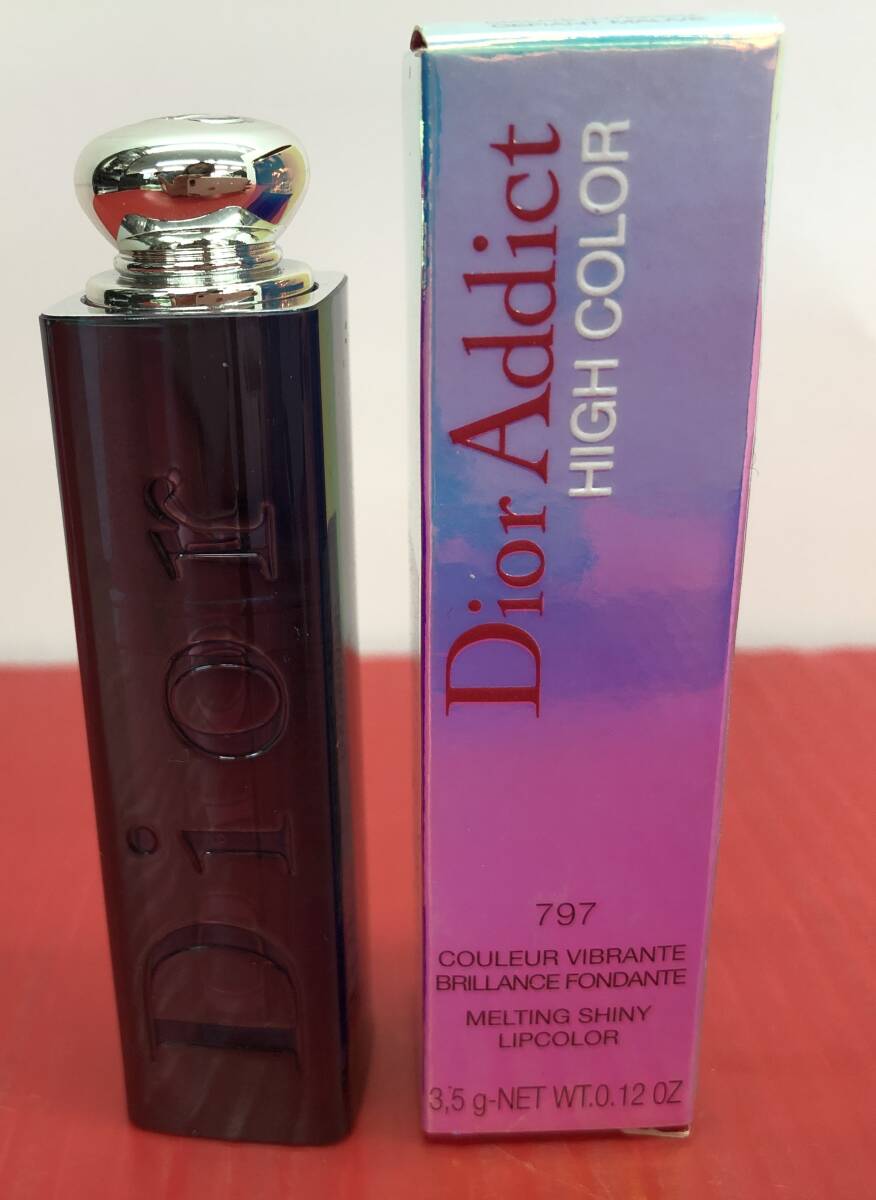 Dior
Dior Addict
HIGH COLOR
797
COULEUR VIBRANTE
BRILLANCE FONDANTE
MELTING SHINY
LIPCOLOR
3,5 g-NET WT.0.12 OZ